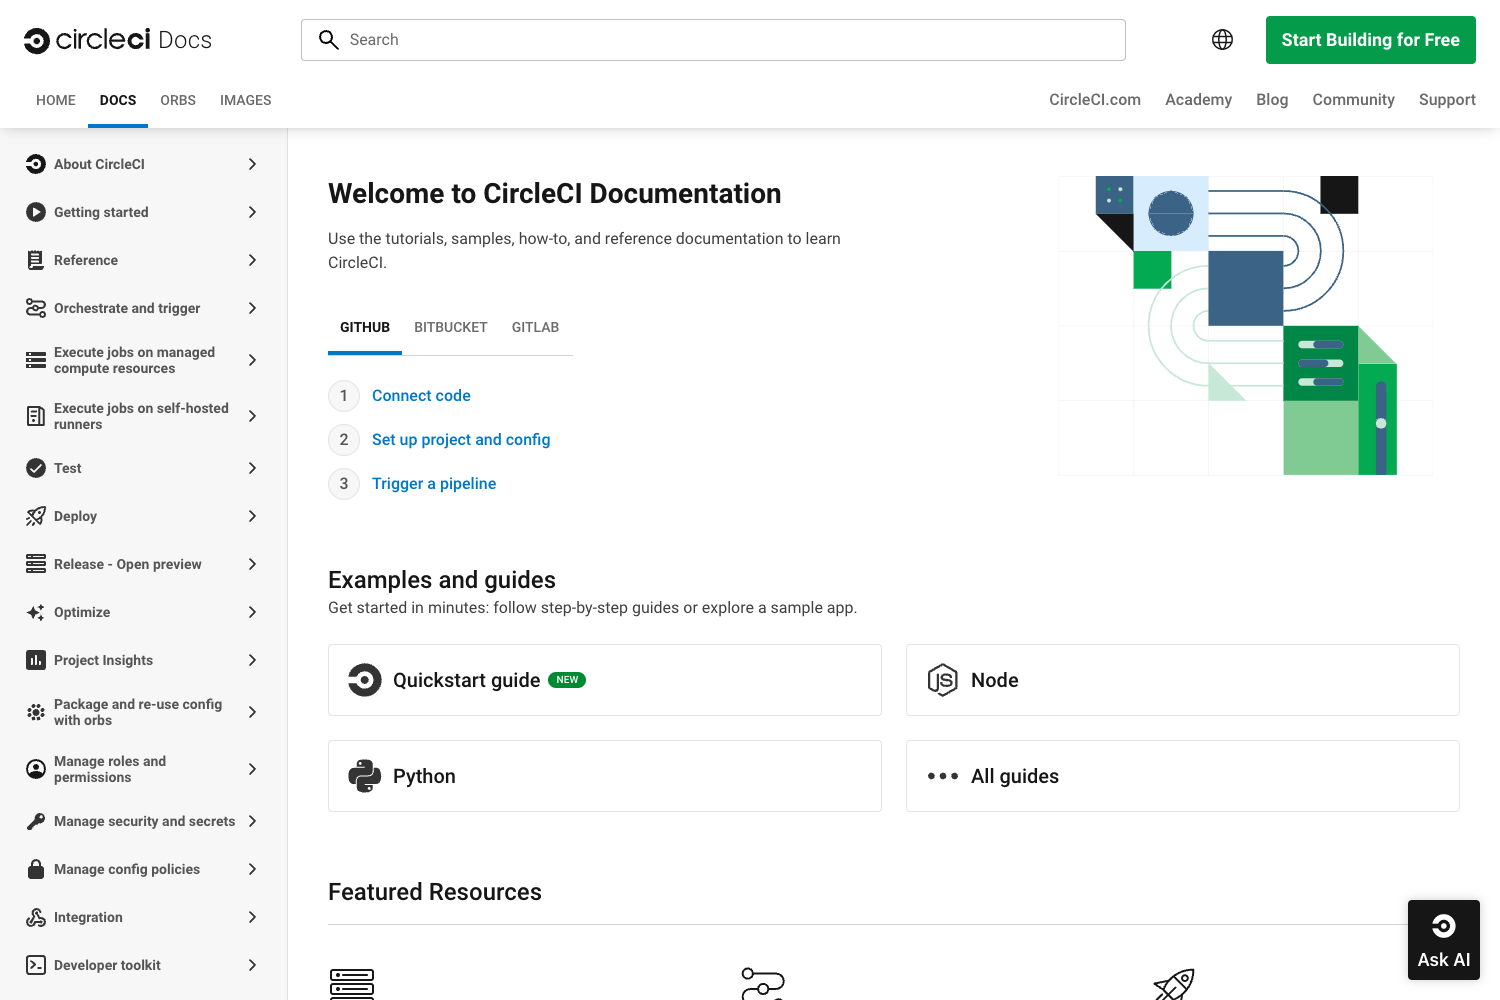 circleci Docs
Search
Start Building for Free
HOME
DOCS
ORBS
IMAGES
CircleCI.com
Academy
Blog
Community
Support
About CircleCI
Getting started
Reference
Orchestrate and trigger
Execute jobs on managed
compute resources
Execute jobs on self-hosted
runners
Test
Deploy
Release - Open preview
Optimize
Project Insights
Package and re-use config
with orbs
Manage roles and
permissions
Manage security and secrets
Manage config policies
Integration
Developer toolkit
Welcome to CircleCI Documentation
Use the tutorials, samples, how-to, and reference documentation to learn
CircleCI.
GITHUB
BITBUCKET
GITLAB
1 Connect code
2 Set up project and config
3 Trigger a pipeline
Examples and guides
Get started in minutes: follow step-by-step guides or explore a sample app.
Quickstart guide NEW
JS Node
Python
All guides
Featured Resources
Ask AI